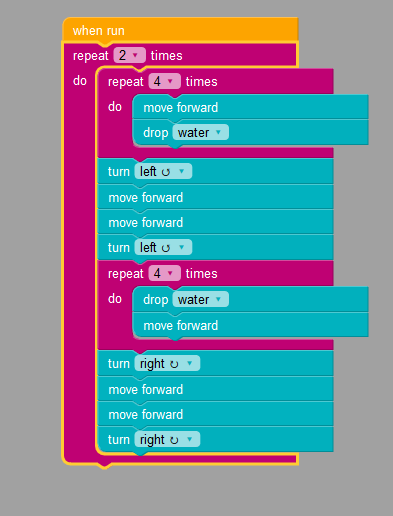 when run
repeat 2 times
do repeat 4 times
do move forward
drop water
turn left ↺
move forward
move forward
turn left ↺
repeat 4 times
do drop water
move forward
turn right ↻
move forward
move forward
turn right ↻